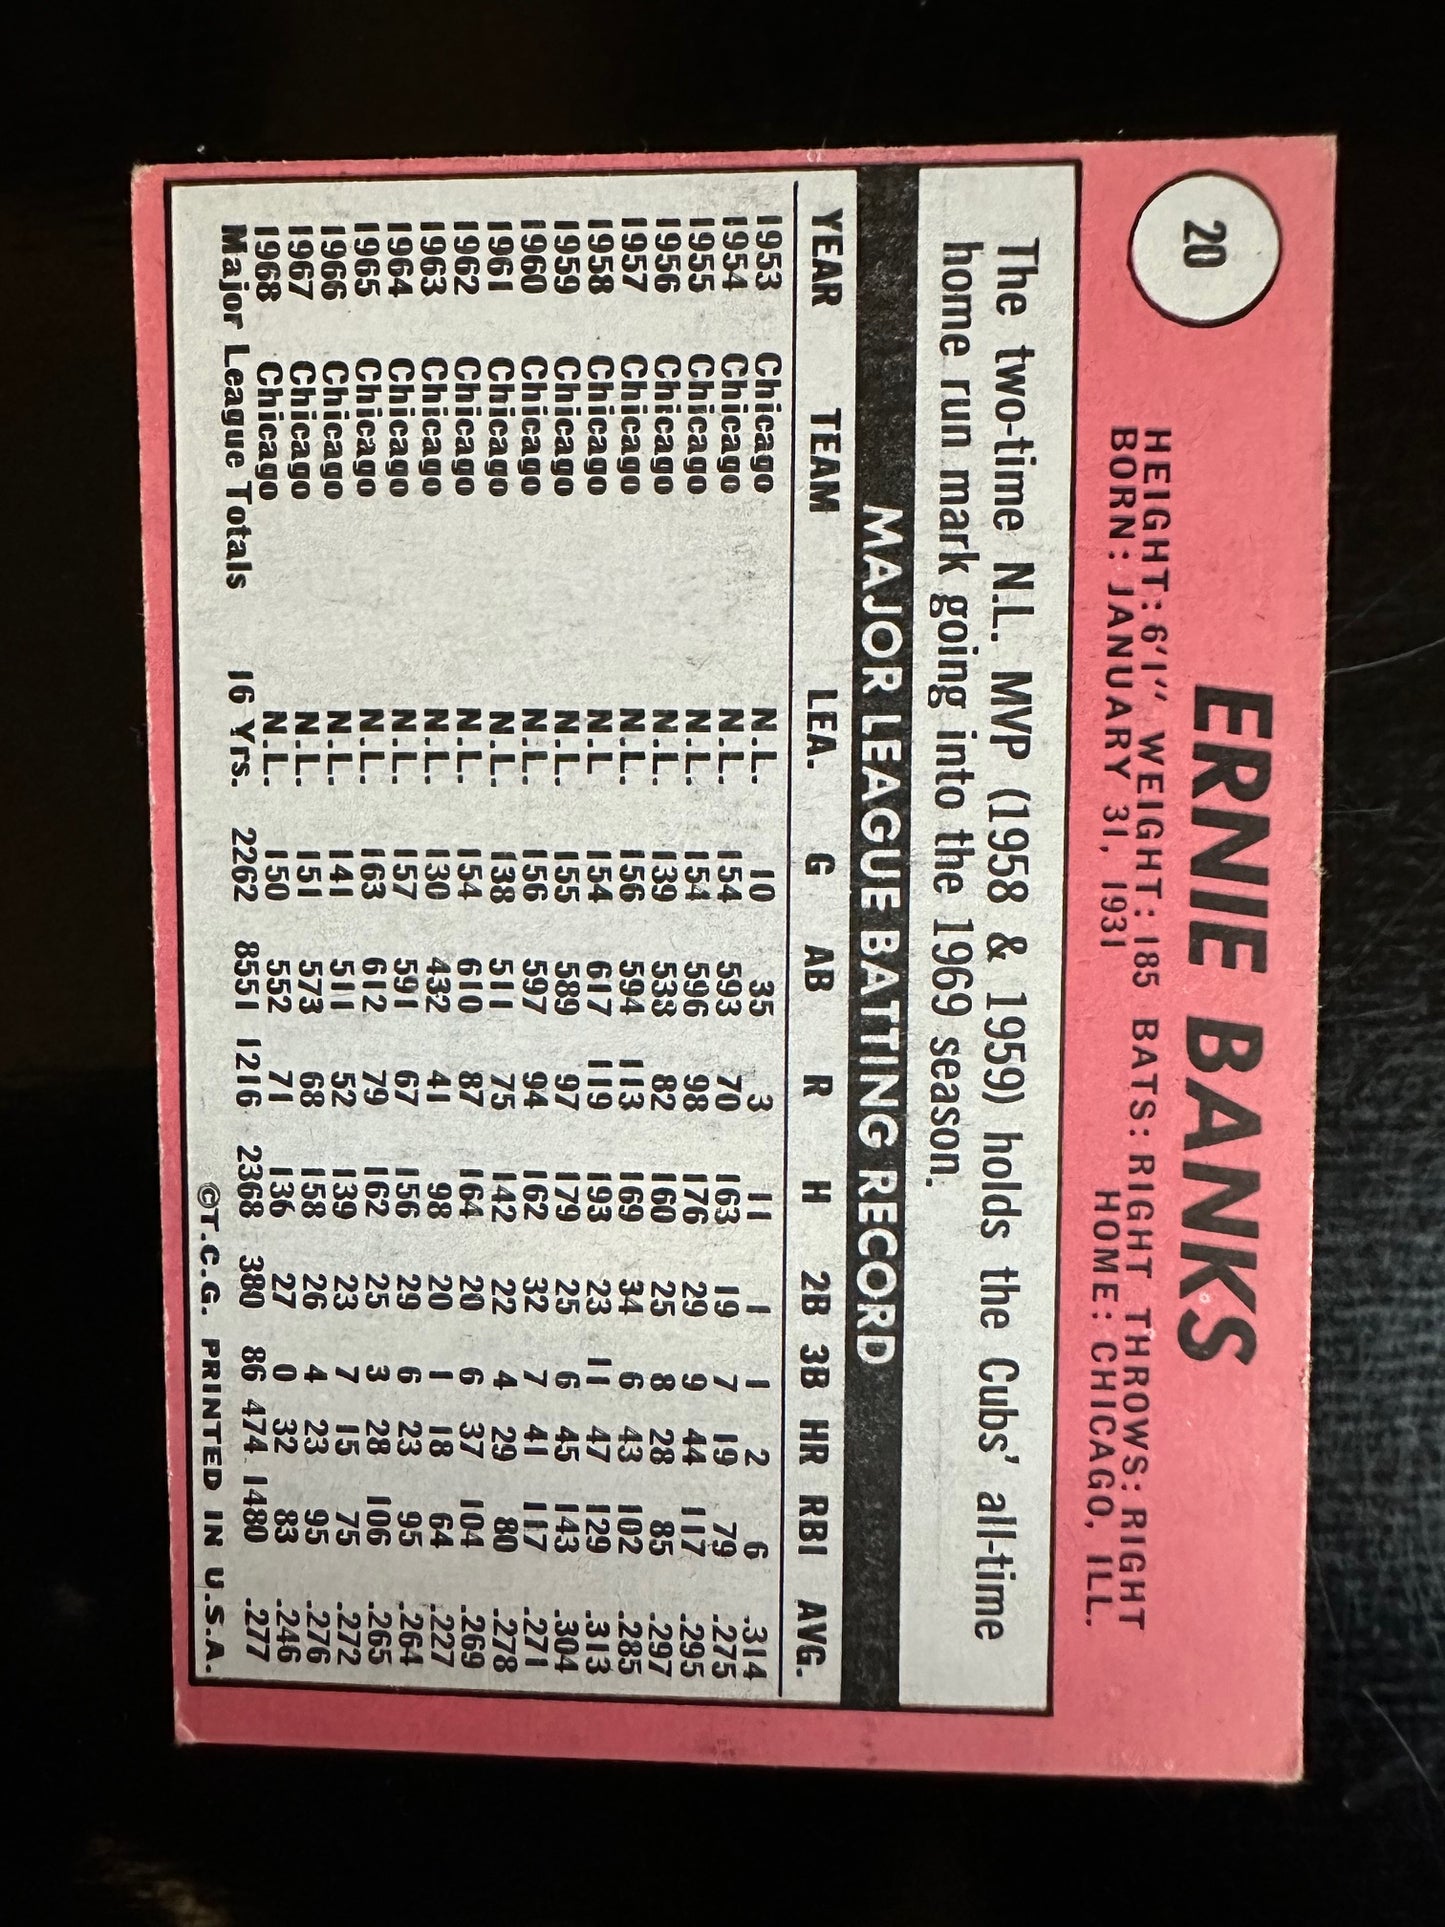 20
ERNIE BANKS
HEIGHT: 6'1" WEIGHT: 185 BATS: RIGHT THROWS: RIGHT
BORN: JANUARY 31, 1931 HOME: CHICAGO, ILL.
The two-time N.L. MVP (1958 & 1959) holds the Cubs' all-time
home run mark going into the 1969 season.
MAJOR LEAGUE BATTING RECORD
YEAR TEAM LEA. G AB R H 2B 3B HR RBI AVG.
1953 Chicago N.L. 10 35 3 11 1 1 2 6 .314
1954 Chicago N.L. 154 593 70 163 19 7 19 79 .275
1955 Chicago N.L. 154 596 98 176 29 9 44 117 .295
1956 Chicago N.L. 139 538 82 160 25 8 28 85 .297
1957 Chicago N.L. 156 594 113 169 34 6 43 102 .285
1958 Chicago N.L 154 617 119 193 23 11 47 129 .313
1959 Chicago N.L. 155 589 97 179 25 6 45 143 .304
1960 Chicago N.L. 156 597 94 162 32 7 41 117 .271
1961 Chicago N.L. 138 511 75 142 22 4 29 80 .278
1962 Chicago N.L. 154 610 87 164 20 6 37 104 .269
1963 Chicago N.L. 130 432 41 98 20 1 18 64 .227
1964 Chicago N.L. 157 591 67 156 29 6 23 95 .264
1965 Chicago N.L. 163 612 79 162 25 3 28 106 .265
1966 Chicago N.L. 141 511 52 139 23 7 15 75 .272
1967 Chicago N.L. 151 573 68 158 26 4 23 95 .276
1968 Chicago N.L. 150 552 71 136 27 0 32 83 .246
Major League Totals 16 Yrs. 2262 8551 1216 2368 380 86 474 1480 .277
©T.C.G. PRINTED IN U.S.A.